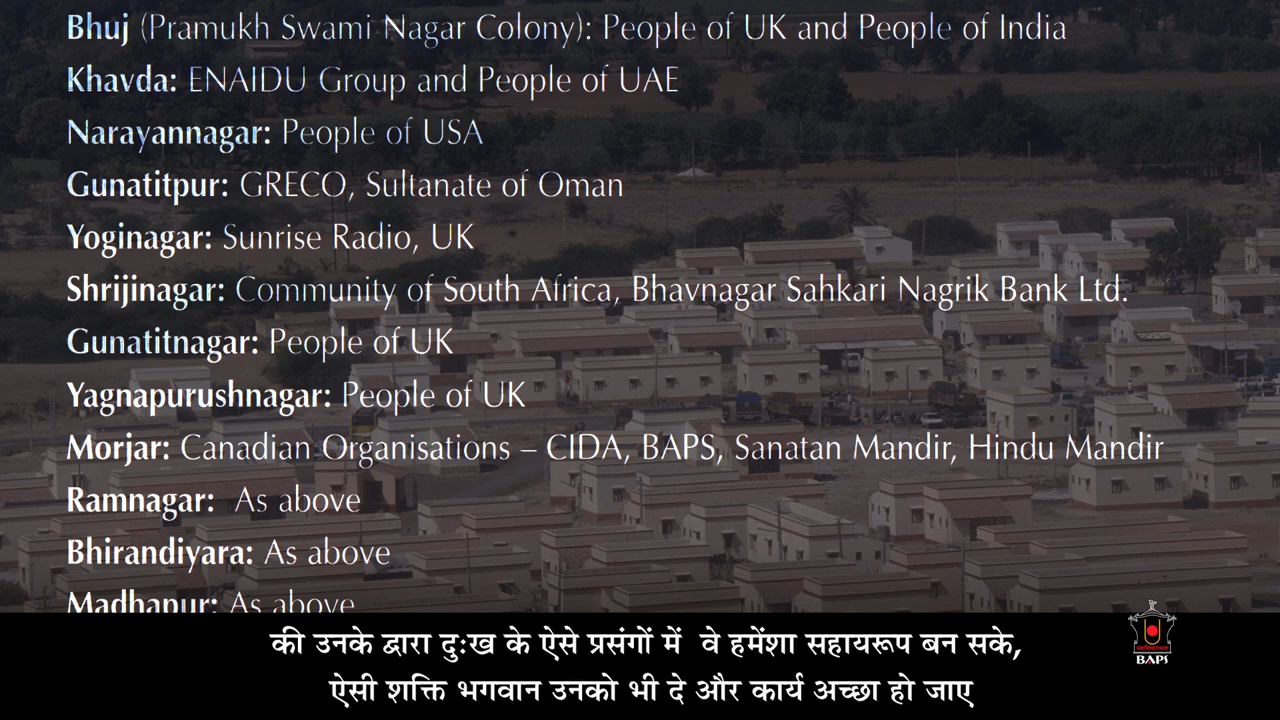 Bhuj (Pramukh Swami Nagar Colony): People of UK and People of India
Khavda: ENAIDU Group and People of UAE
Narayannagar: People of USA
Gunatitpur: GRECO, Sultanate of Oman
Yoginagar: Sunrise Radio, UK
Shrijinagar: Community of South Africa, Bhavnagar Sahkari Nagrik Bank Ltd.
Gunatitnagar: People of UK
Yagnapurushnagar: People of UK
Morjar: Canadian Organisations – CIDA, BAPS, Sanatan Mandir, Hindu Mandir
Ramnagar: As above
Bhirandiyara: As above
Madhapur: As above
की उनके द्वारा दुःख के ऐसे प्रसंगों में वे हमेंशा सहायरूप बन सके,
ऐसी शक्ति भगवान उनको भी दे और कार्य अच्छा हो जाए
BAPS